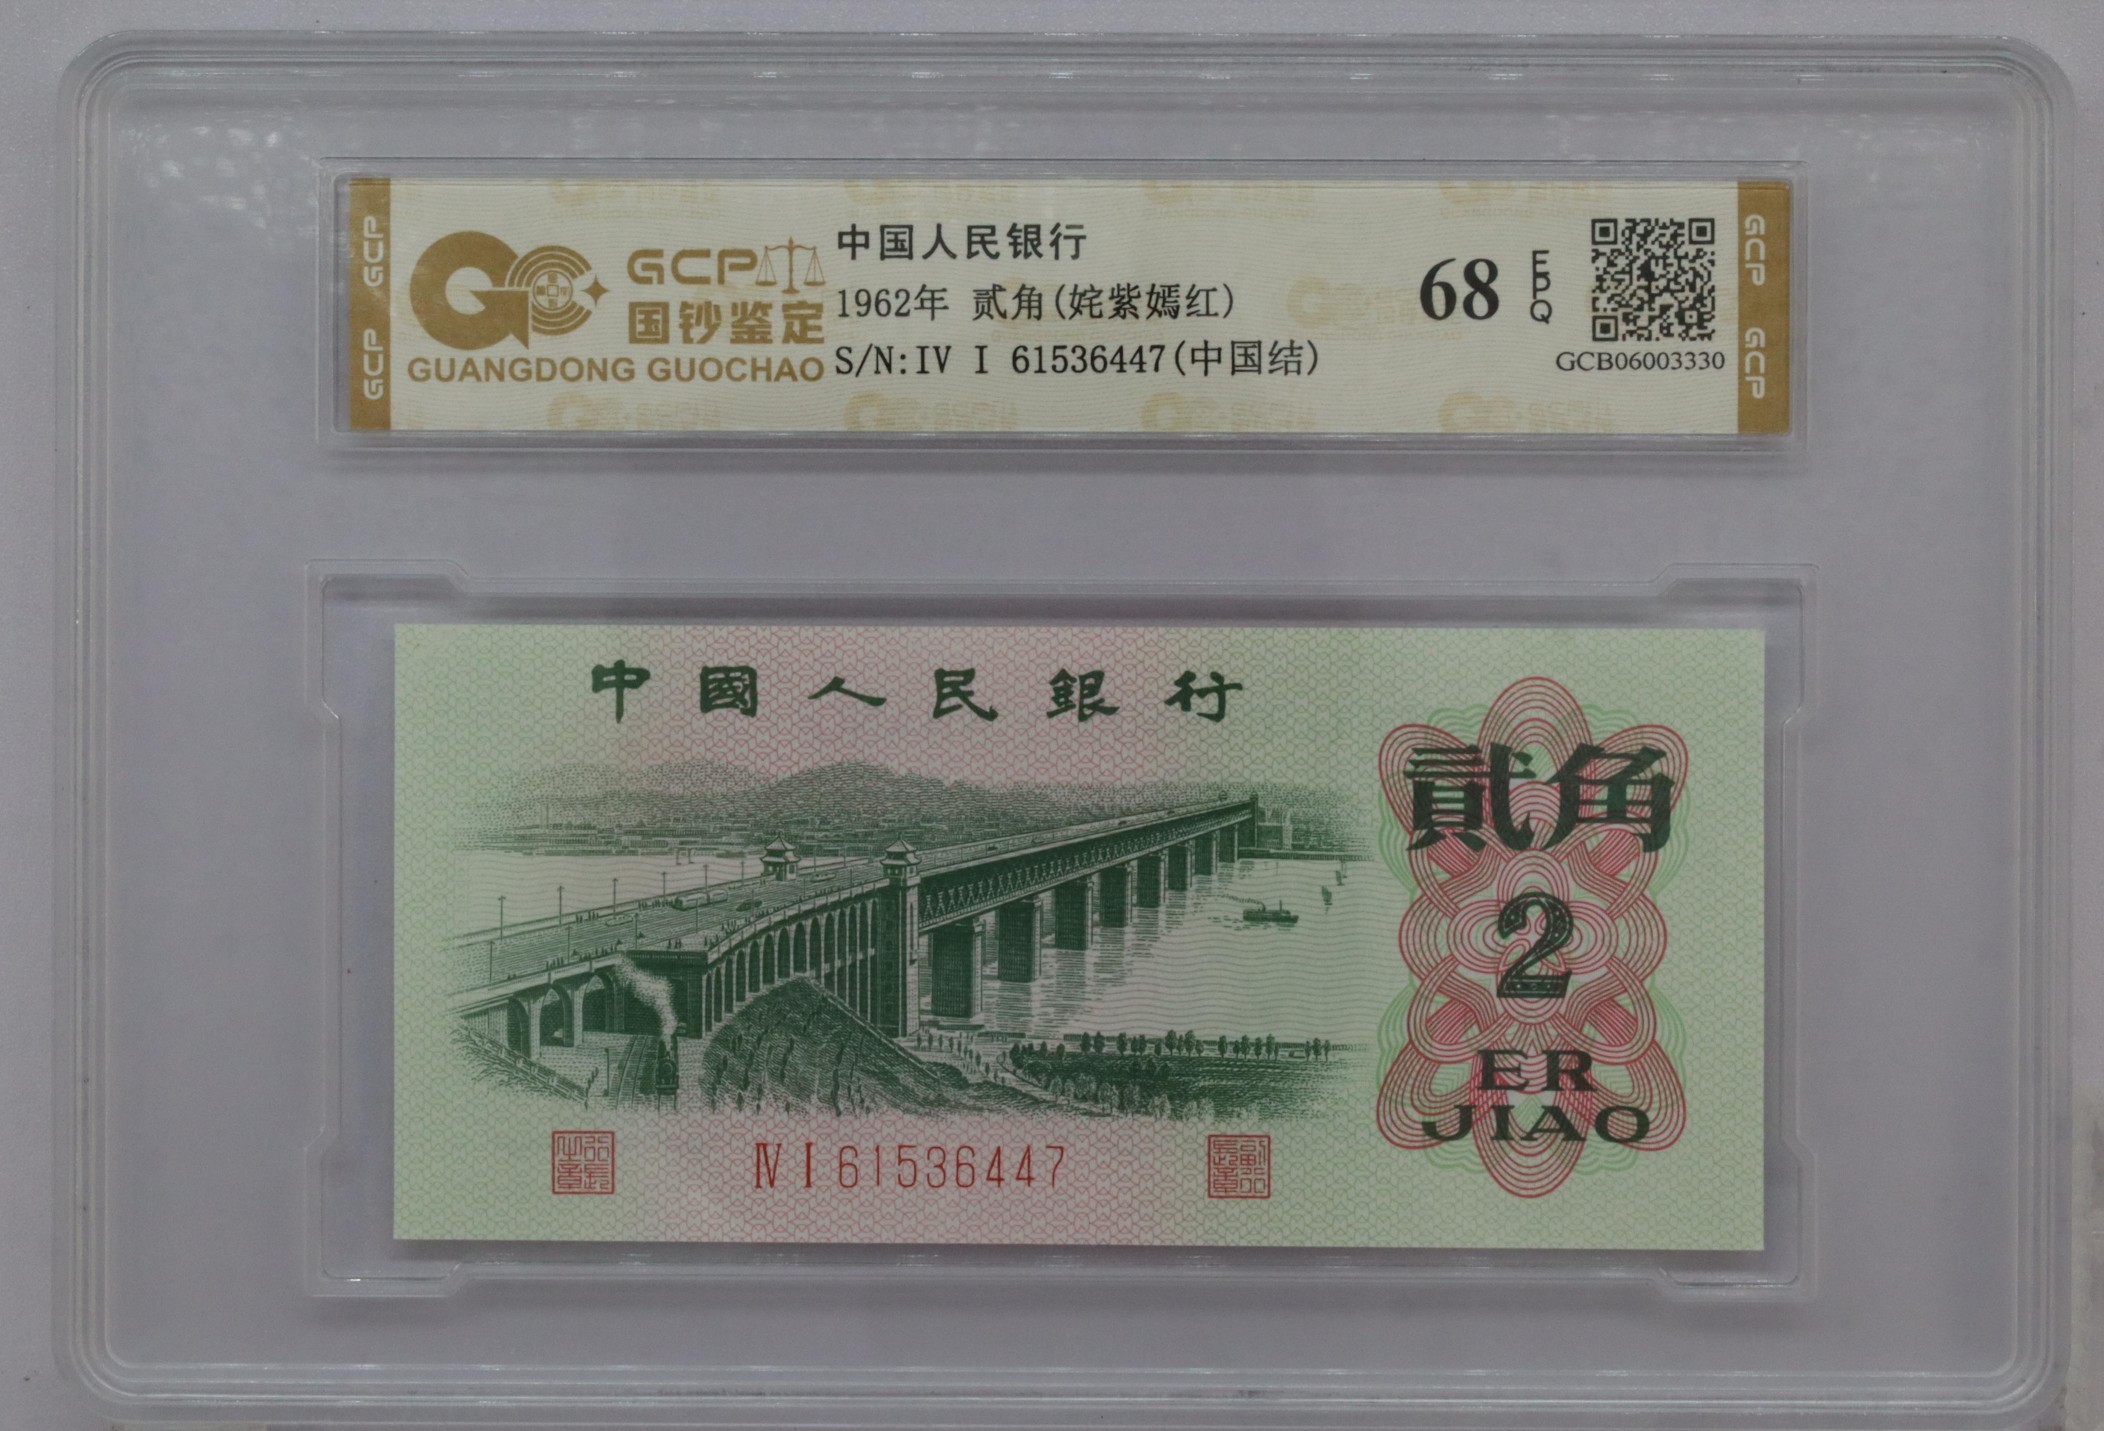 GCP GCP
GCP
国钞鉴定
GUANGDONG GUOCHAO
中国人民银行
1962年 贰角(姹紫嫣红)
S/N:IV I 61536447(中国结)
68 EPQ
GCB06003330
GCP GCP
中國人民銀行
貳角
2
ER
JIAO
Ⅳ Ⅰ 61536447